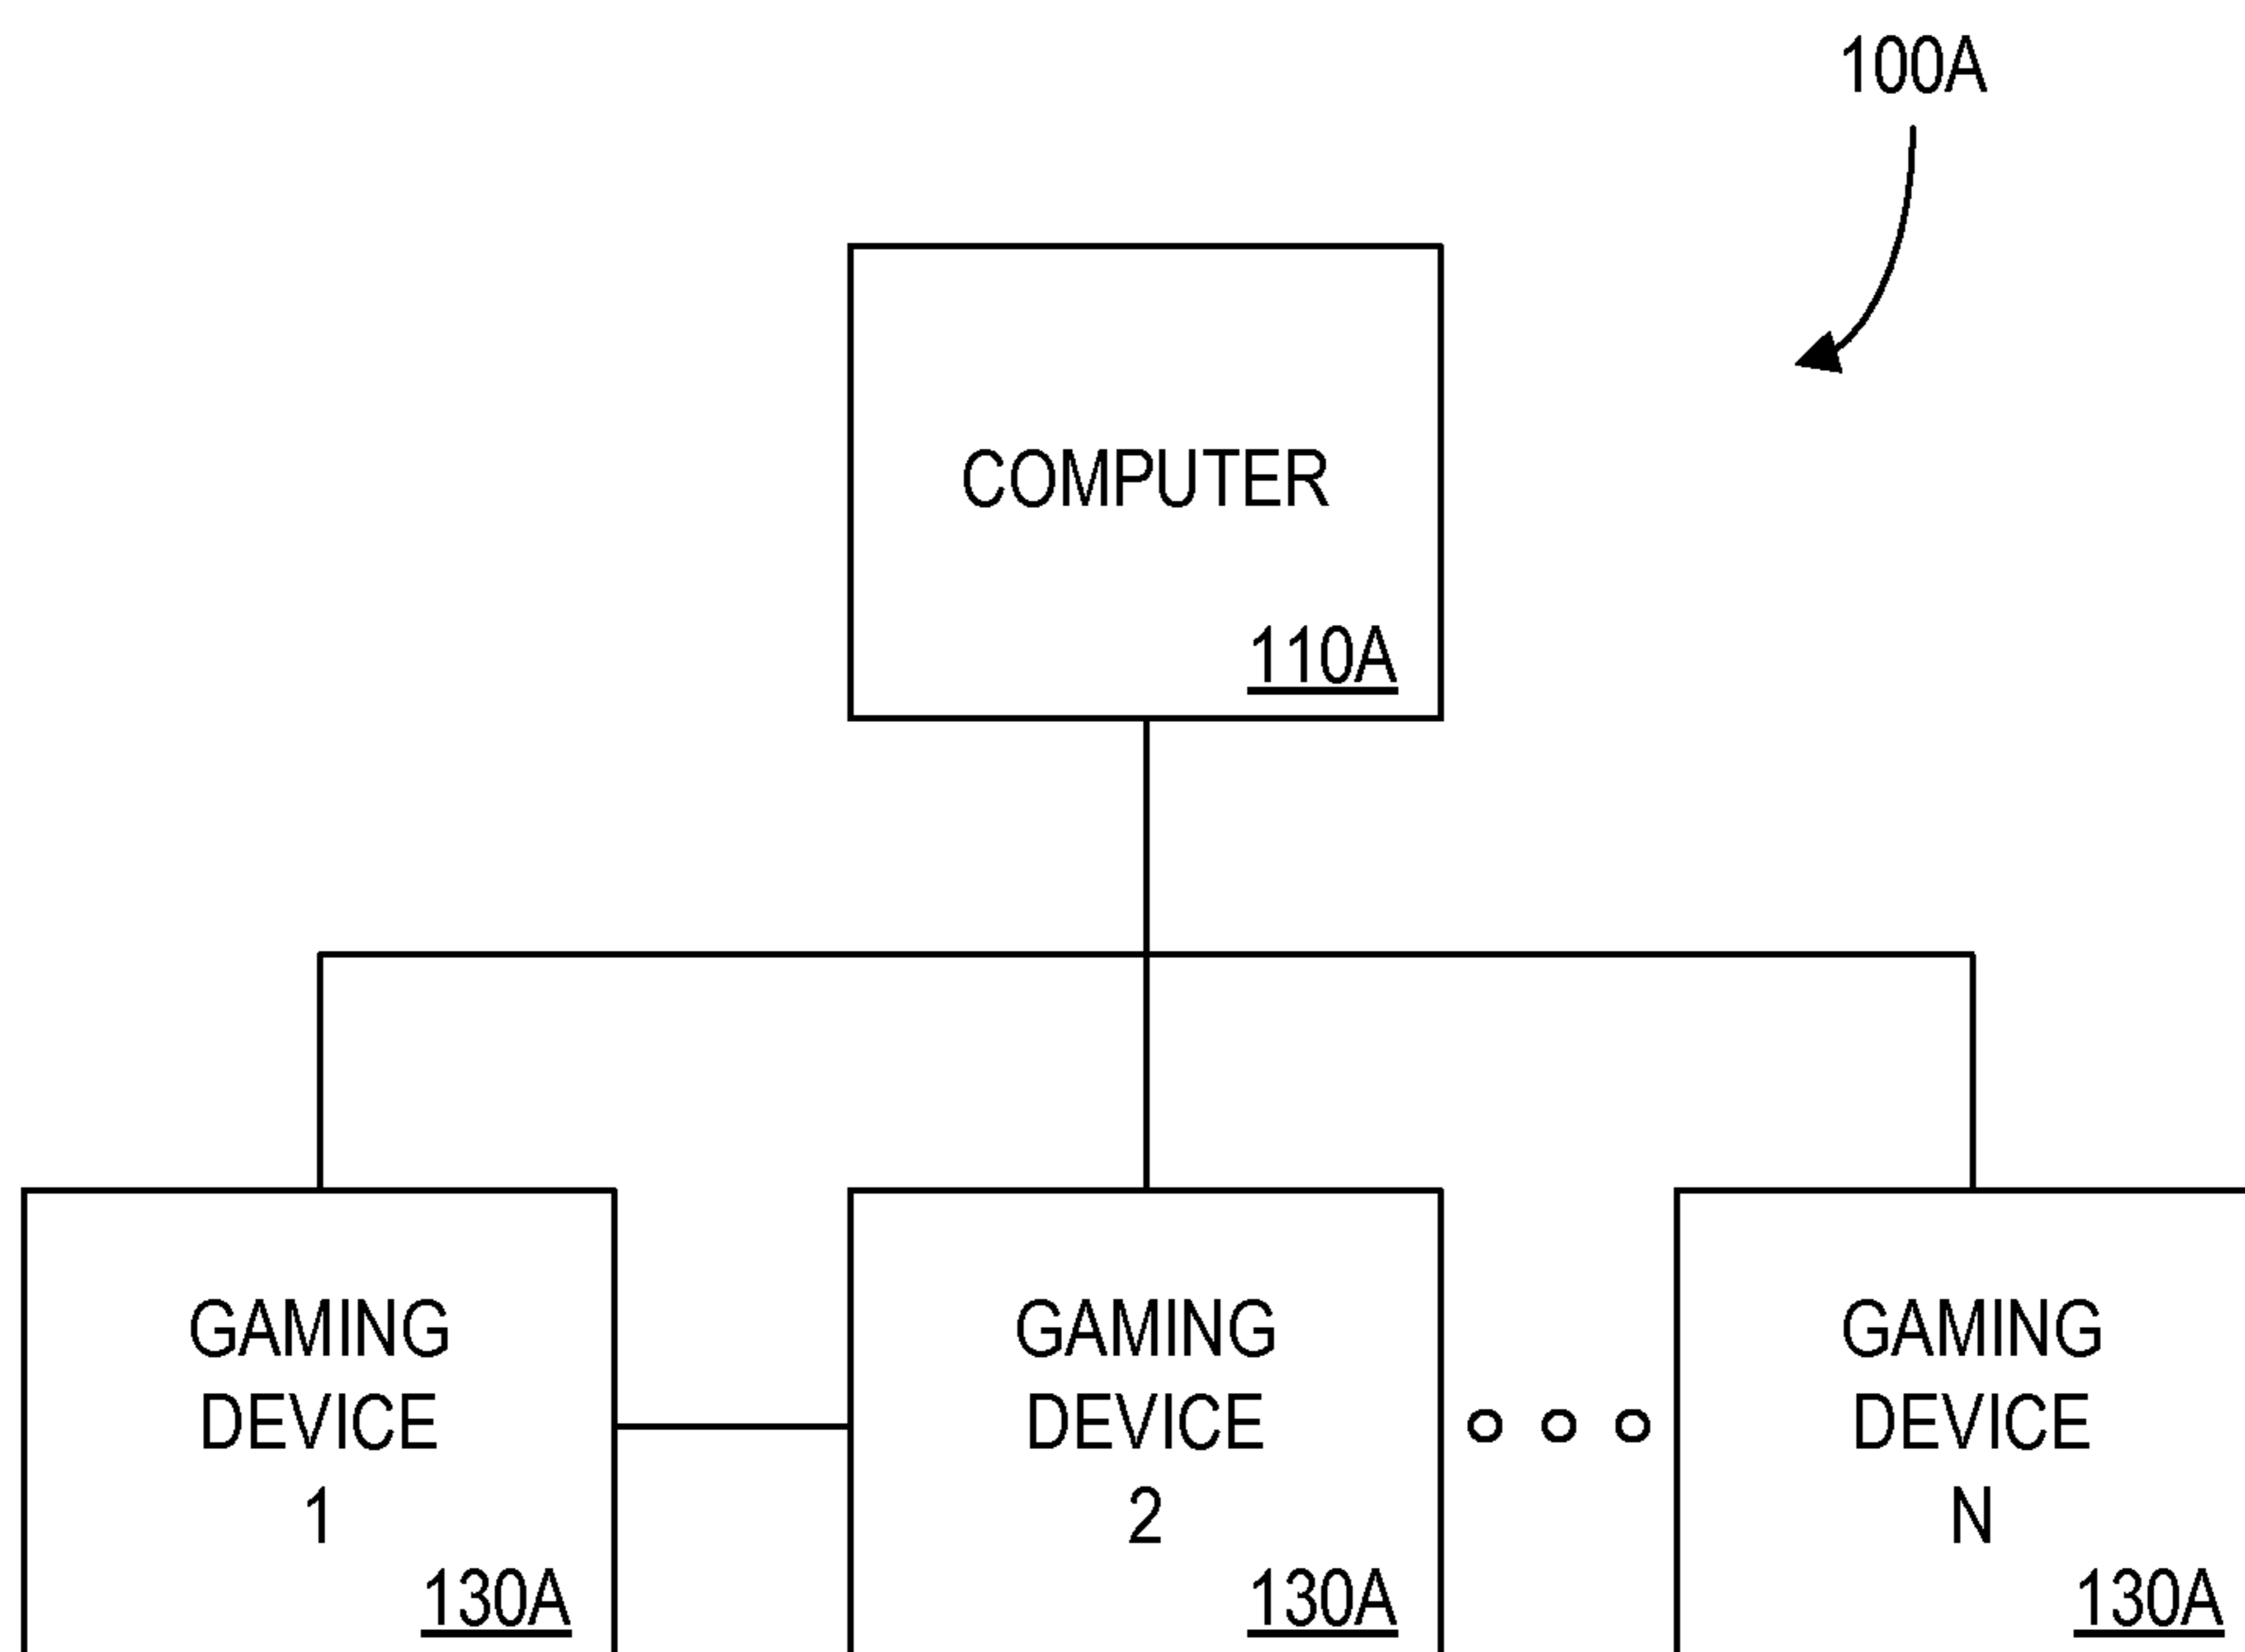 100A
COMPUTER
110A
GAMING
DEVICE
1
130A
GAMING
DEVICE
2
130A
GAMING
DEVICE
N
130A